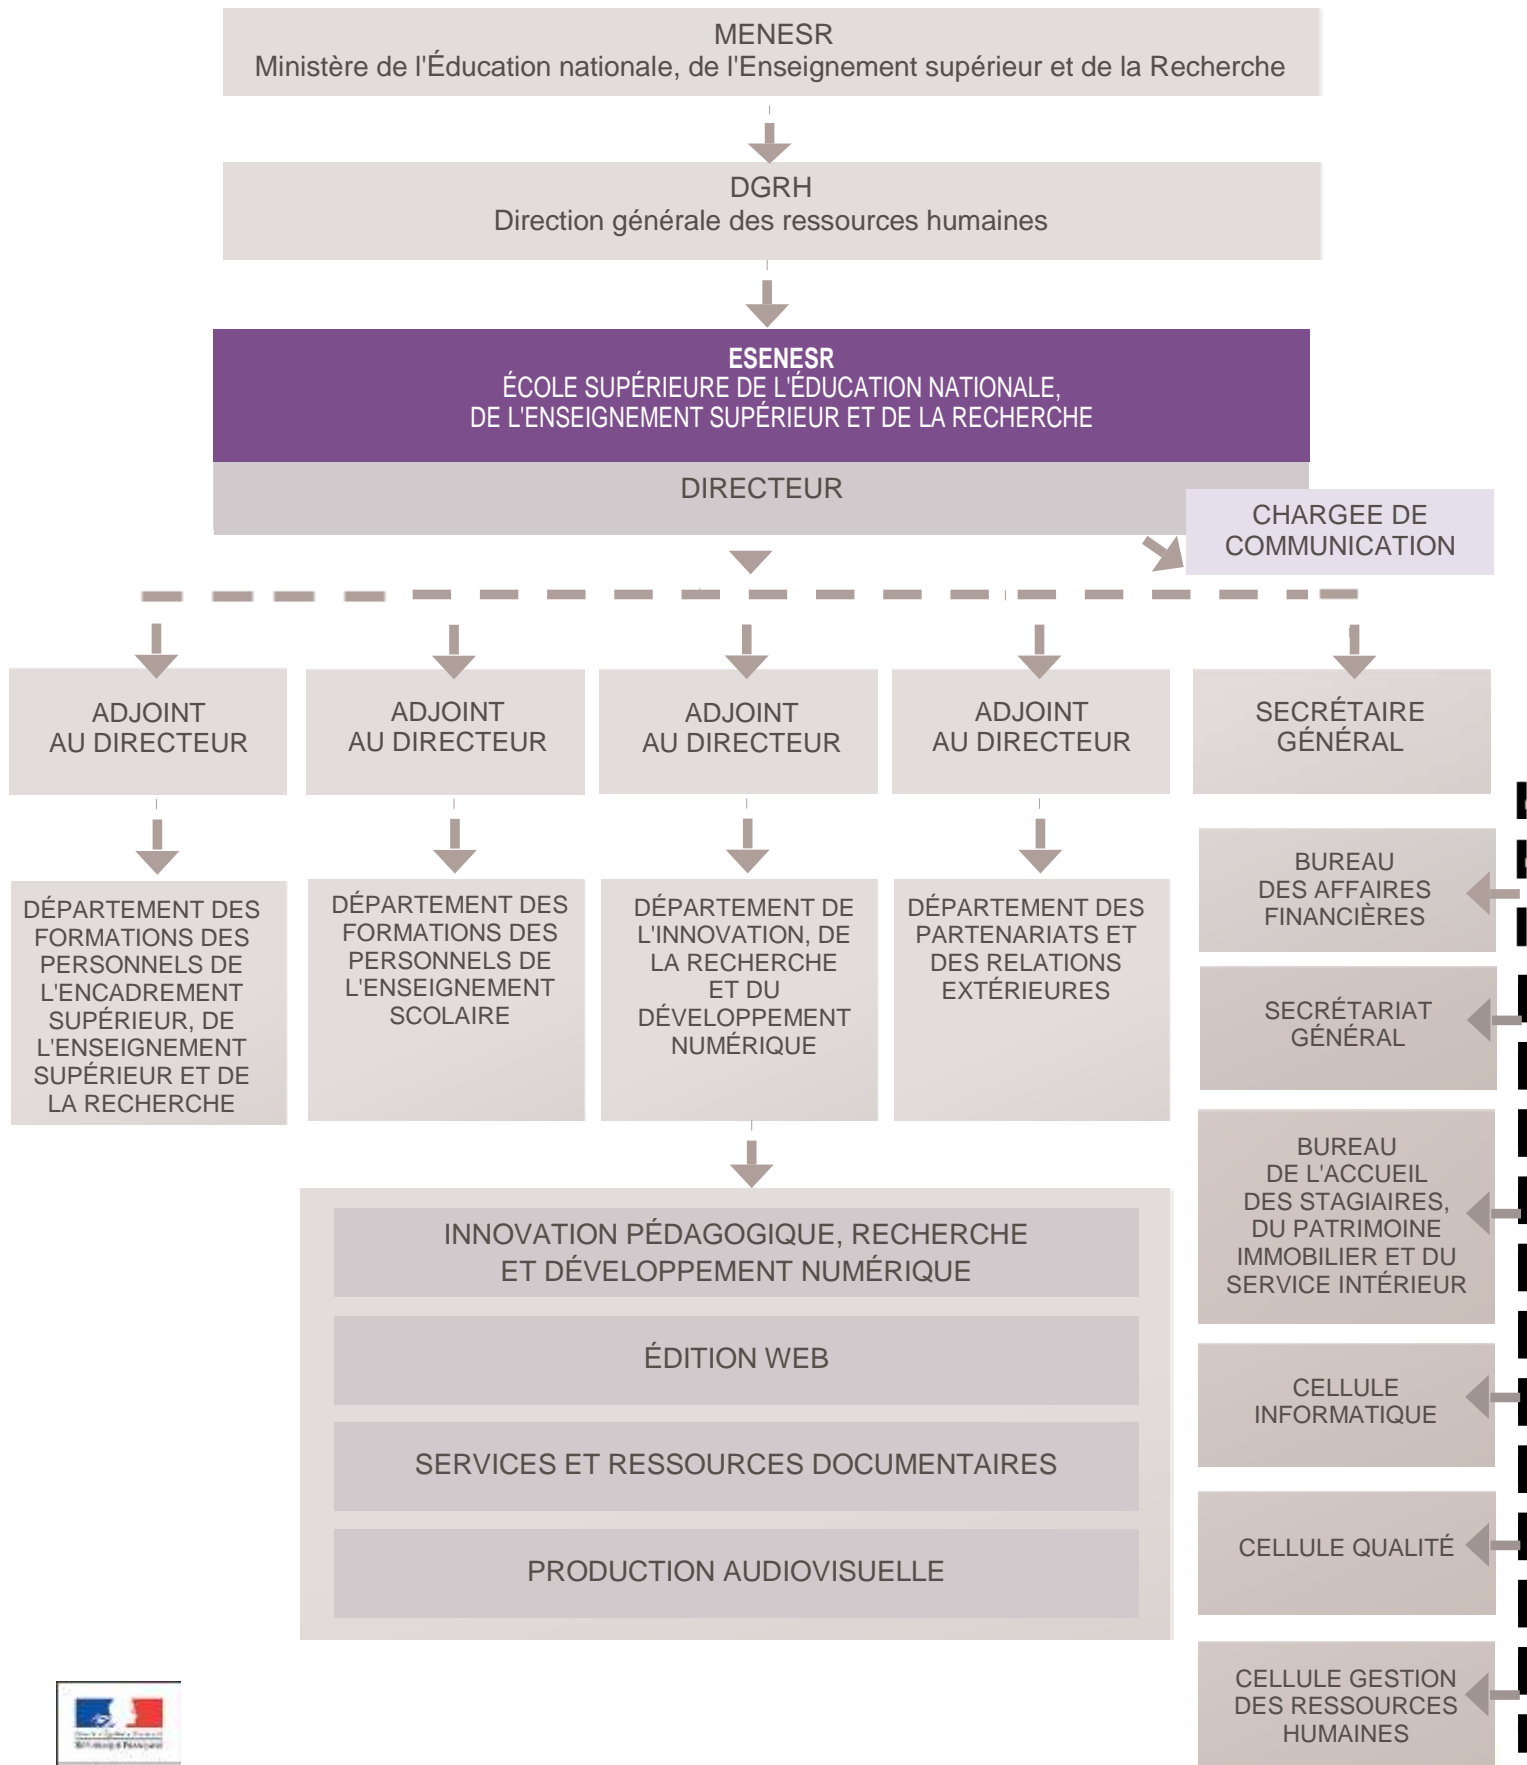 MENESR
Ministère de l'Éducation nationale, de l'Enseignement supérieur et de la Recherche
DGRH
Direction générale des ressources humaines
ESENESR
ÉCOLE SUPÉRIEURE DE L'ÉDUCATION NATIONALE,
DE L'ENSEIGNEMENT SUPÉRIEUR ET DE LA RECHERCHE
DIRECTEUR
CHARGEE DE
COMMUNICATION
ADJOINT
AU DIRECTEUR
ADJOINT
AU DIRECTEUR
ADJOINT
AU DIRECTEUR
ADJOINT
AU DIRECTEUR
SECRÉTAIRE
GÉNÉRAL
DÉPARTEMENT DES
FORMATIONS DES
PERSONNELS DE
L'ENCADREMENT
SUPÉRIEUR, DE
L'ENSEIGNEMENT
SUPÉRIEUR ET DE
LA RECHERCHE
DÉPARTEMENT DES
FORMATIONS DES
PERSONNELS DE
L'ENSEIGNEMENT
SCOLAIRE
DÉPARTEMENT DE
L'INNOVATION, DE
LA RECHERCHE
ET DU
DÉVELOPPEMENT
NUMÉRIQUE
DÉPARTEMENT DES
PARTENARIATS ET
DES RELATIONS
EXTÉRIEURES
BUREAU
DES AFFAIRES
FINANCIÈRES
SECRÉTARIAT
GÉNÉRAL
BUREAU
DE L'ACCUEIL
DES STAGIAIRES,
DU PATRIMOINE
IMMOBILIER ET DU
SERVICE INTÉRIEUR
CELLULE
INFORMATIQUE
CELLULE QUALITÉ
CELLULE GESTION
DES RESSOURCES
HUMAINES
INNOVATION PÉDAGOGIQUE, RECHERCHE
ET DÉVELOPPEMENT NUMÉRIQUE
ÉDITION WEB
SERVICES ET RESSOURCES DOCUMENTAIRES
PRODUCTION AUDIOVISUELLE
RÉPUBLIQUE FRANÇAISE